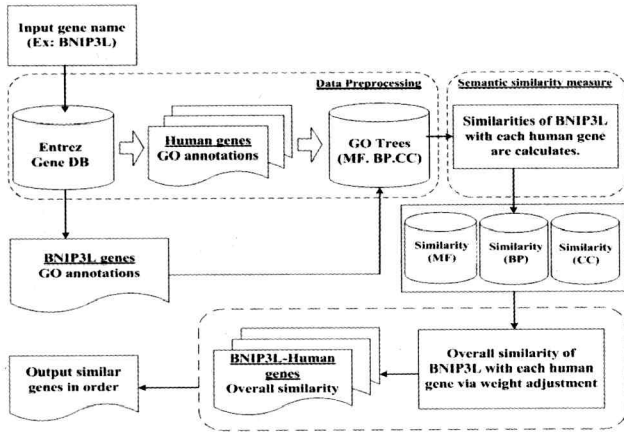 Input gene name
(Ex: BNIP3L)
Data Preprocessing
Semantic similarity measure
Entrez
Gene DB
Human genes
GO annotations
GO Trees
(MF. BP.CC)
Similarities of BNIP3L
with each human gene
are calculates.
BNIP3L genes
GO annotations
Similarity
(MF)
Similarity
(BP)
Similarity
(CC)
Output similar
genes in order
BNIP3L-Human
genes
Overall similarity
Overall similarity of
BNIP3L with each human
gene via weight adjustment